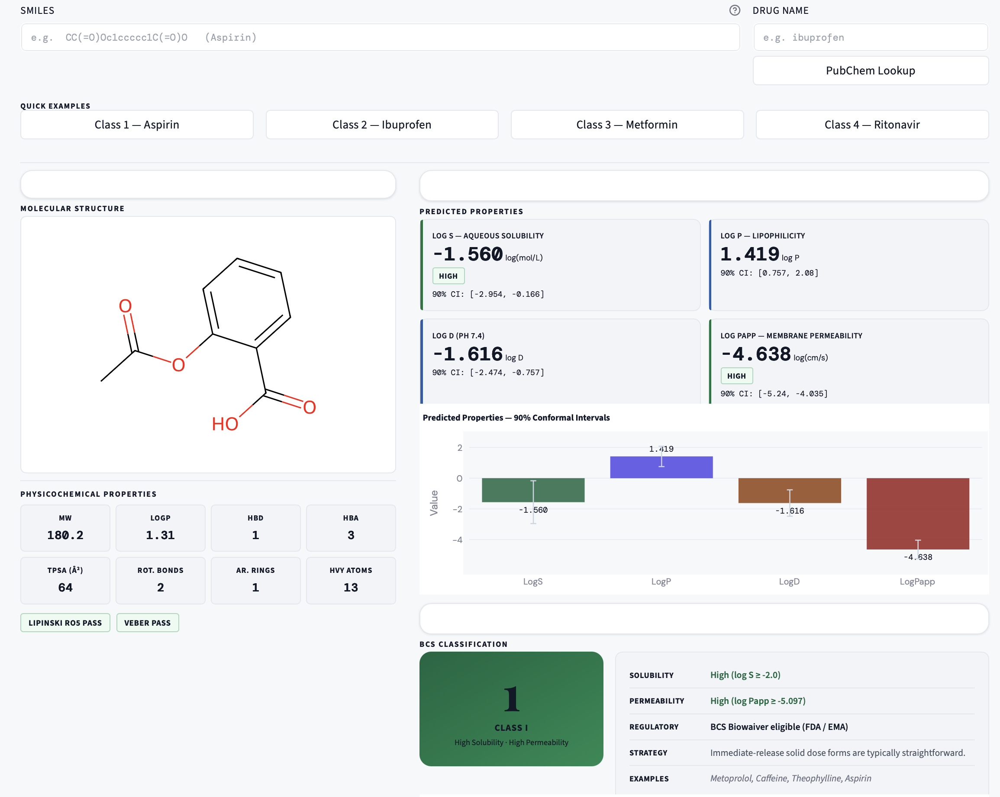 SMILES
DRUG NAME
e.g. CC(=O)Oc1ccccc1C(=O)O (Aspirin)
e.g. ibuprofen
PubChem Lookup
QUICK EXAMPLES
Class 1 — Aspirin
Class 2 — Ibuprofen
Class 3 — Metformin
Class 4 — Ritonavir
MOLECULAR STRUCTURE
O
O
O
HO
PHYSICOCHEMICAL PROPERTIES
MW
180.2
LOGP
1.31
HBD
1
HBA
3
TPSA (Å²)
64
ROT. BONDS
2
AR. RINGS
1
HVY ATOMS
13
LIPINSKI RO5 PASS
VEBER PASS
PREDICTED PROPERTIES
LOG S — AQUEOUS SOLUBILITY
-1.560 log(mol/L)
HIGH
90% CI: [-2.954, -0.166]
LOG P — LIPOPHILICITY
1.419 log P
90% CI: [0.757, 2.08]
LOG D (PH 7.4)
-1.616 log D
90% CI: [-2.474, -0.757]
LOG PAPP — MEMBRANE PERMEABILITY
-4.638 log(cm/s)
HIGH
90% CI: [-5.24, -4.035]
Predicted Properties — 90% Conformal Intervals
Value
2
0
−2
−4
-1.560
1.419
-1.616
-4.638
LogS
LogP
LogD
LogPapp
BCS CLASSIFICATION
1
CLASS I
High Solubility · High Permeability
SOLUBILITY
High (log S ≥ -2.0)
PERMEABILITY
High (log Papp ≥ -5.097)
REGULATORY
BCS Biowaiver eligible (FDA / EMA)
STRATEGY
Immediate-release solid dose forms are typically straightforward.
EXAMPLES
Metoprolol, Caffeine, Theophylline, Aspirin